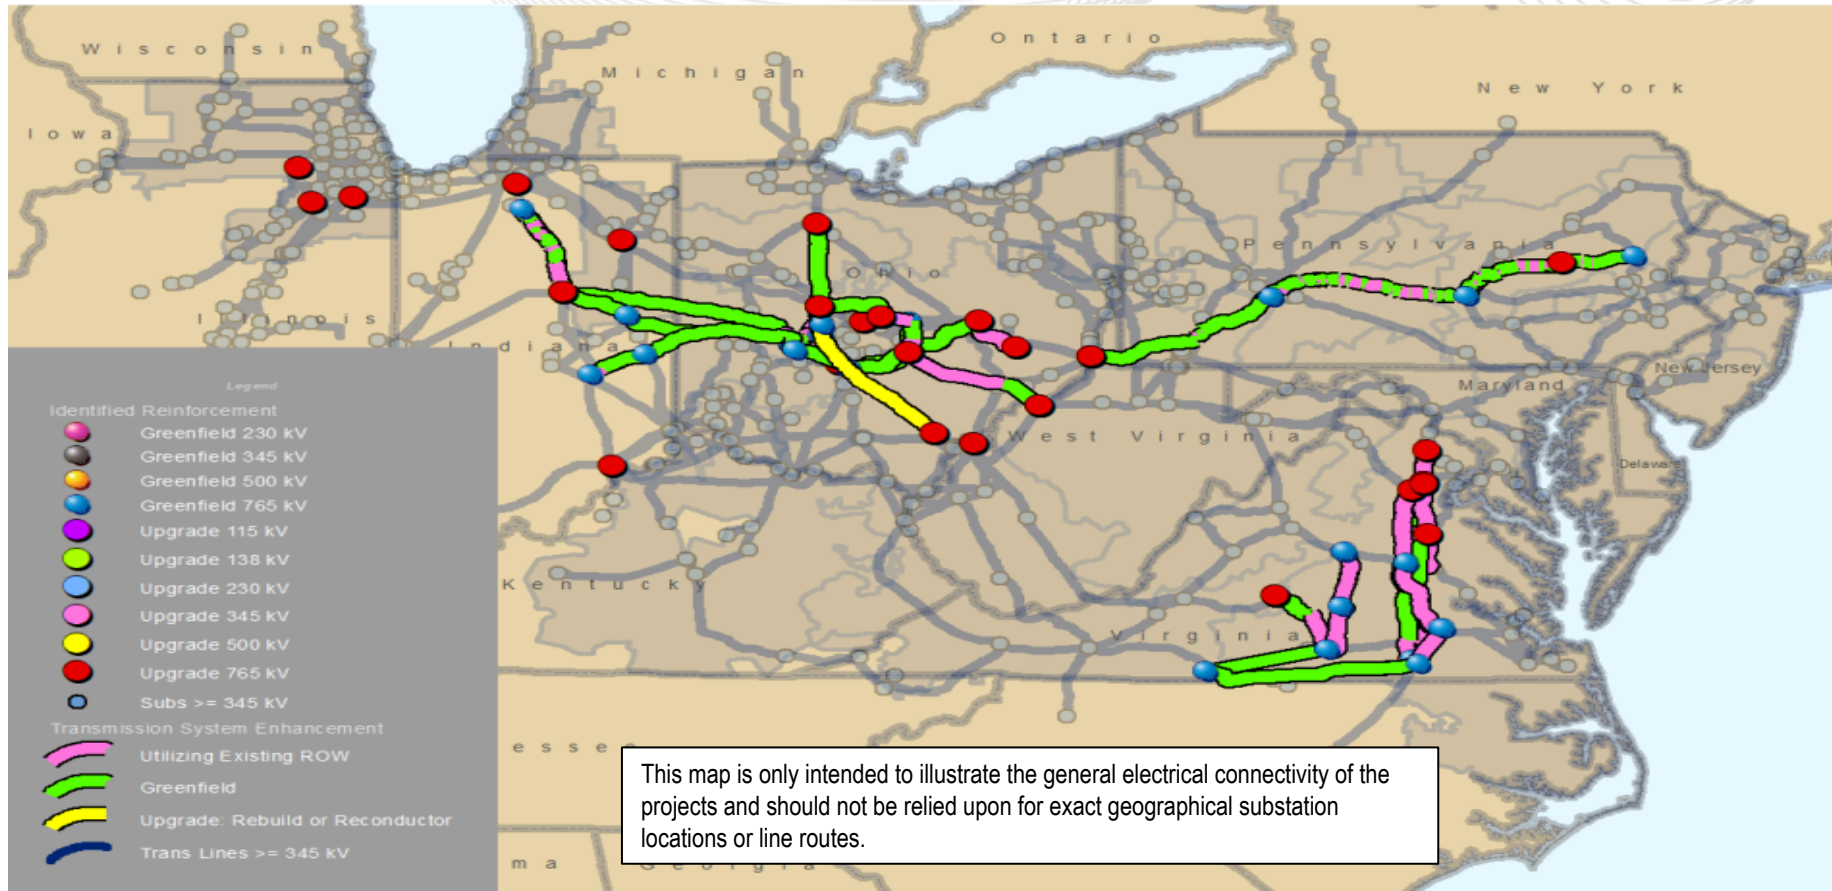 Wisconsin
Michigan
Ontario
New York
Iowa
Pennsylvania
Ohio
Illinois
Indiana
New Jersey
Maryland
West Virginia
Delaware
Kentucky
Virginia
Legend
Identified Reinforcement
Greenfield 230 kV
Greenfield 345 kV
Greenfield 500 kV
Greenfield 765 kV
Upgrade 115 kV
Upgrade 138 kV
Upgrade 230 kV
Upgrade 345 kV
Upgrade 500 kV
Upgrade 765 kV
Subs >= 345 kV
Transmission System Enhancement
Utilizing Existing ROW
Greenfield
Upgrade: Rebuild or Reconductor
Trans Lines >= 345 kV
essee
This map is only intended to illustrate the general electrical connectivity of the
projects and should not be relied upon for exact geographical substation
locations or line routes.
ma
Georgia